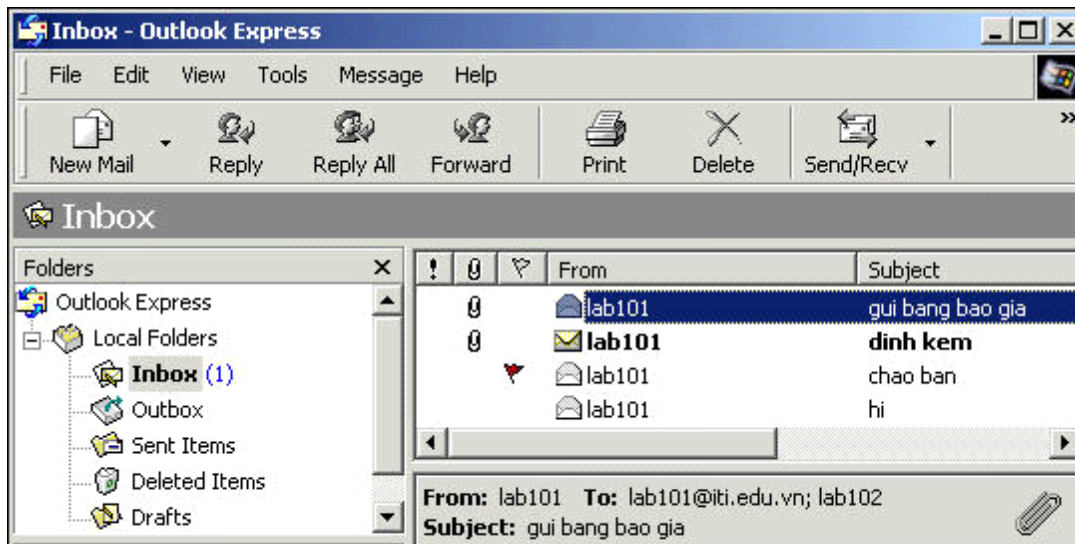 Inbox - Outlook Express
File Edit View Tools Message Help
New Mail Reply Reply All Forward Print Delete Send/Recv
Inbox
Folders
Outlook Express
Local Folders
Inbox (1)
Outbox
Sent Items
Deleted Items
Drafts
! From Subject
lab101 gui bang bao gia
lab101 dinh kem
lab101 chao ban
lab101 hi
From: lab101 To: lab101@iti.edu.vn; lab102
Subject: gui bang bao gia